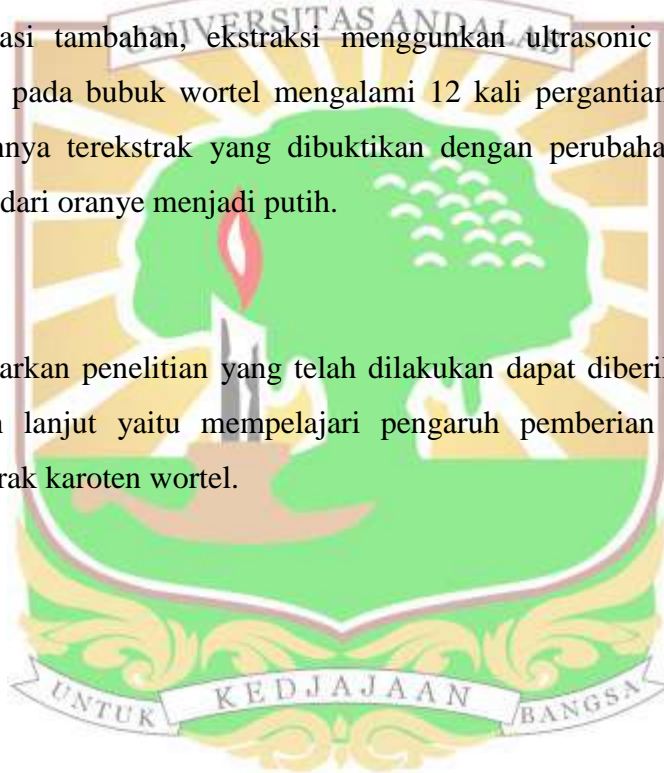 UNIVERSITAS ANDALAS
asi tambahan, ekstraksi menggunkan ultrasonic
pada bubuk wortel mengalami 12 kali pergantian
nnya terekstrak yang dibuktikan dengan perubaha
dari oranye menjadi putih.
arkan penelitian yang telah dilakukan dapat diberil
lanjut yaitu mempelajari pengaruh pemberian
rak karoten wortel.
UNTUK KEDJAJAAN BANGSA